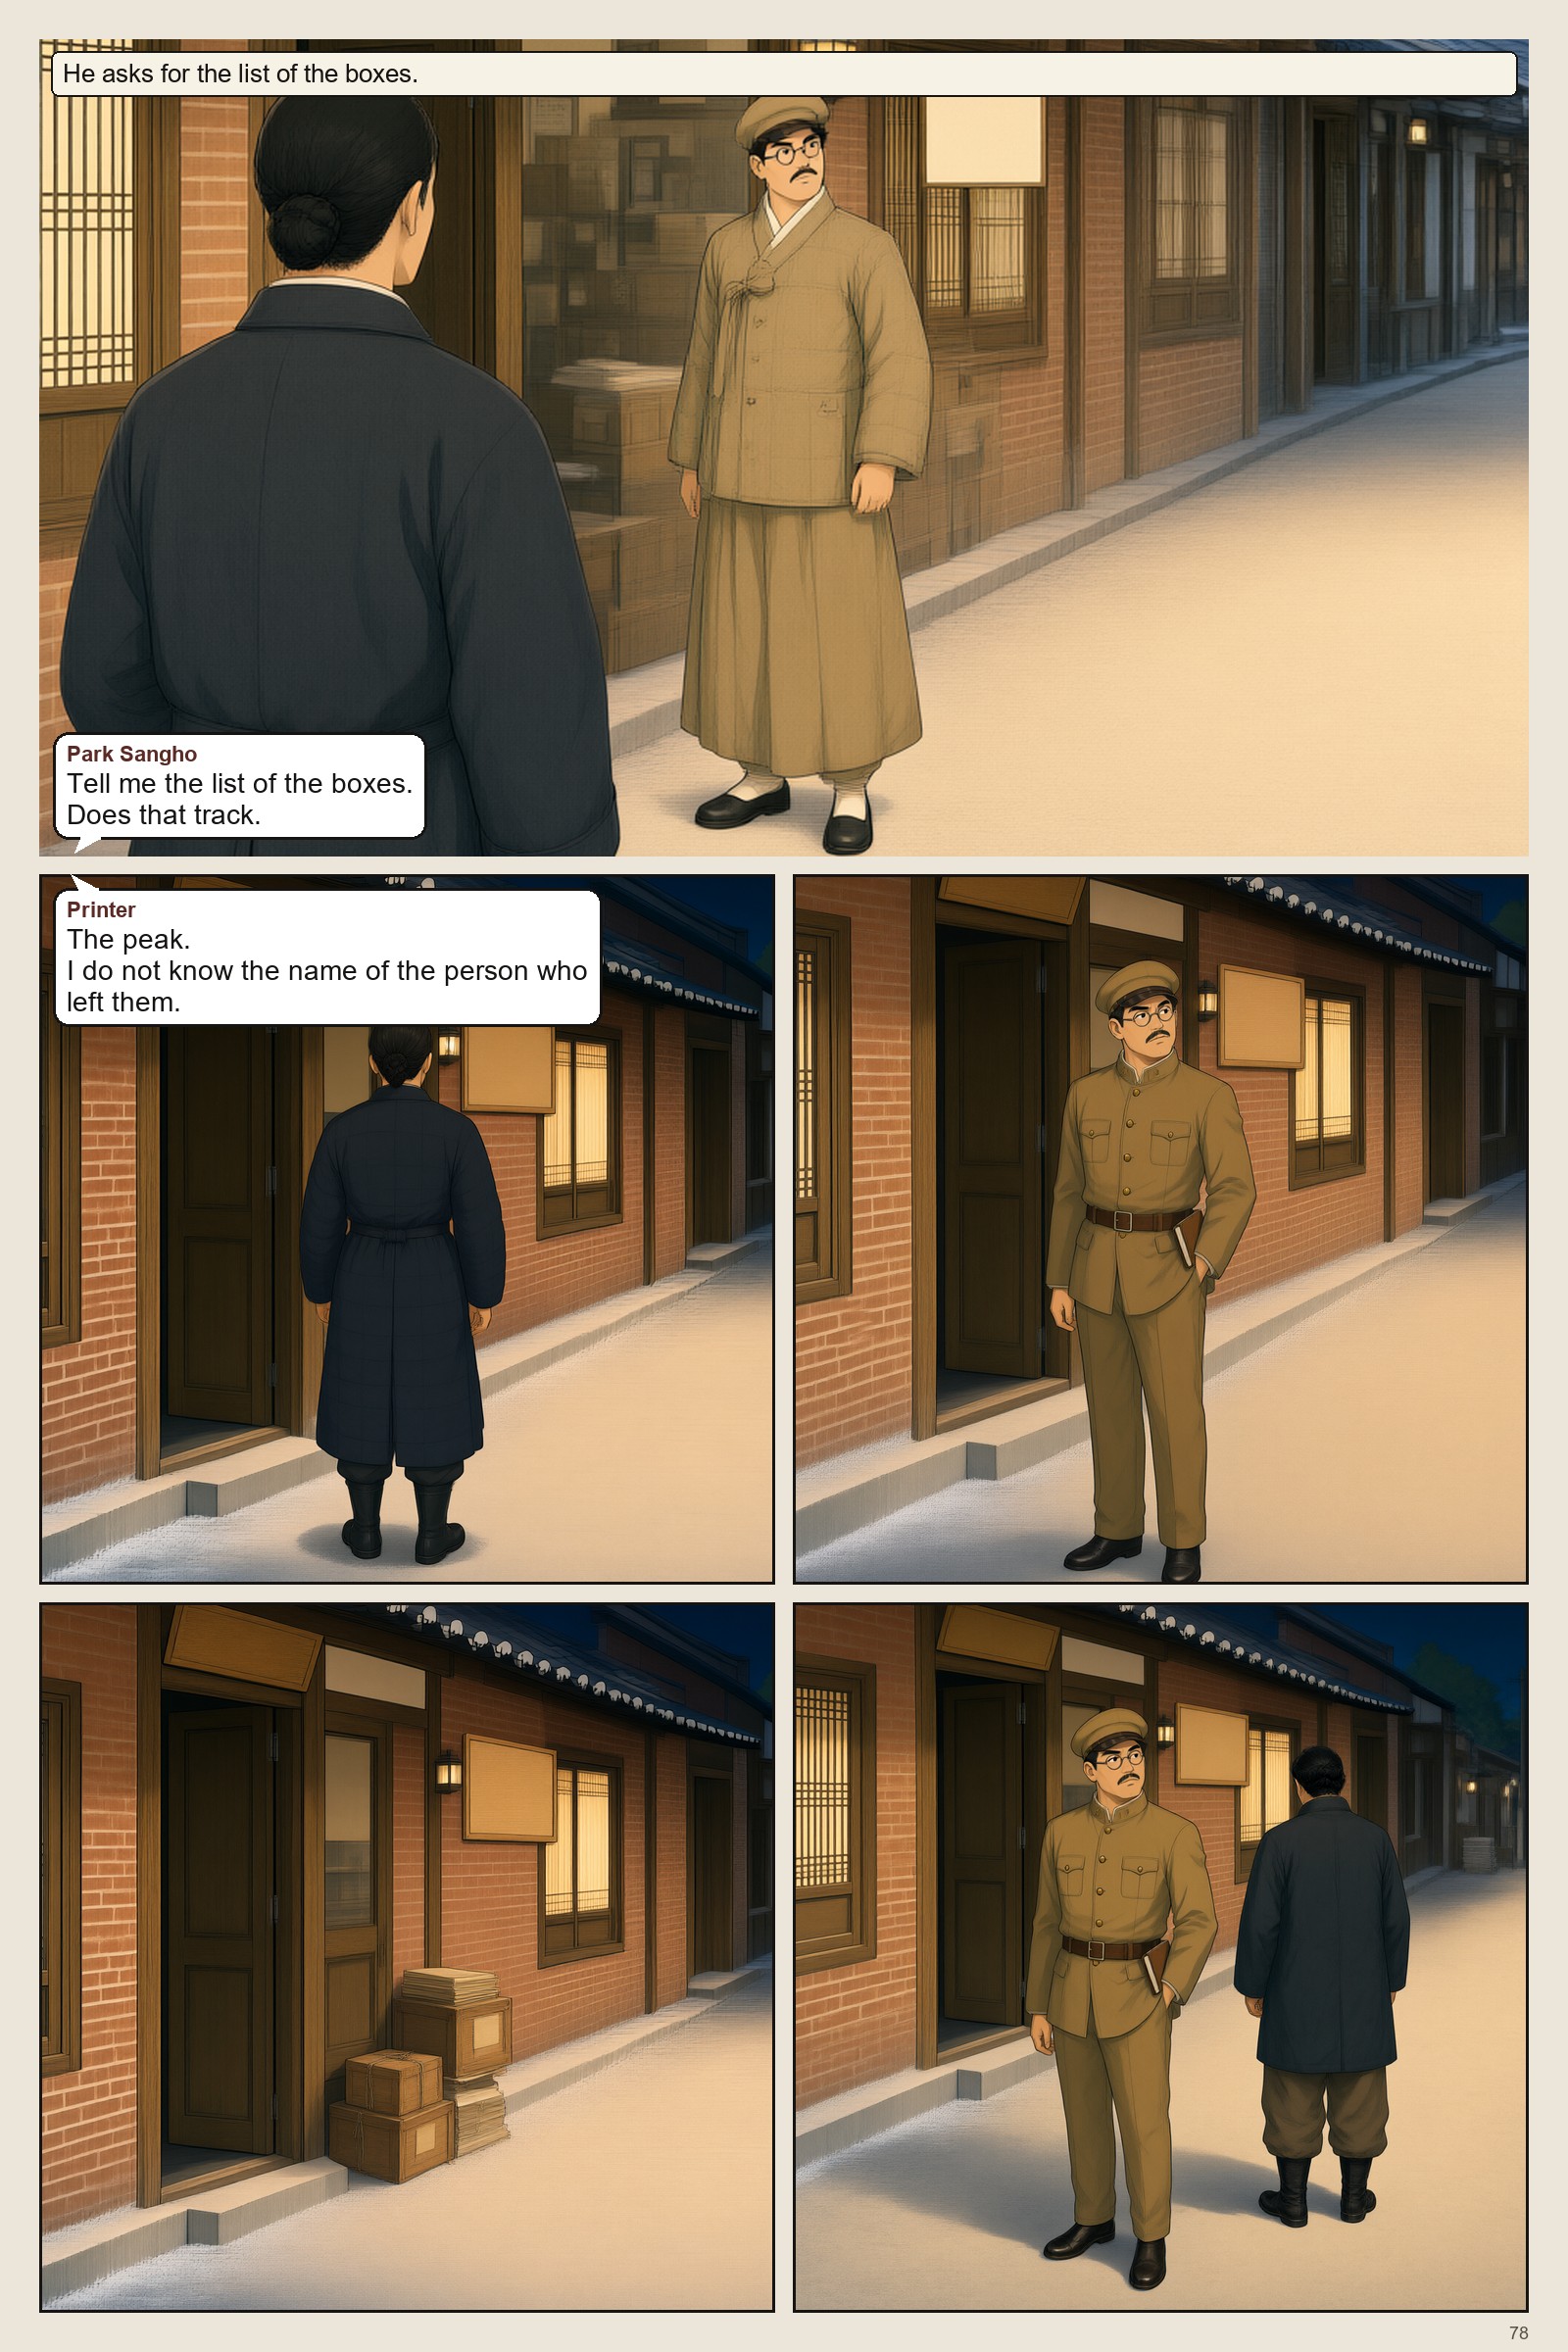 He asks for the list of the boxes.
Park Sangho
Tell me the list of the boxes.
Does that track.
Printer
The peak.
I do not know the name of the person who
left them.
78